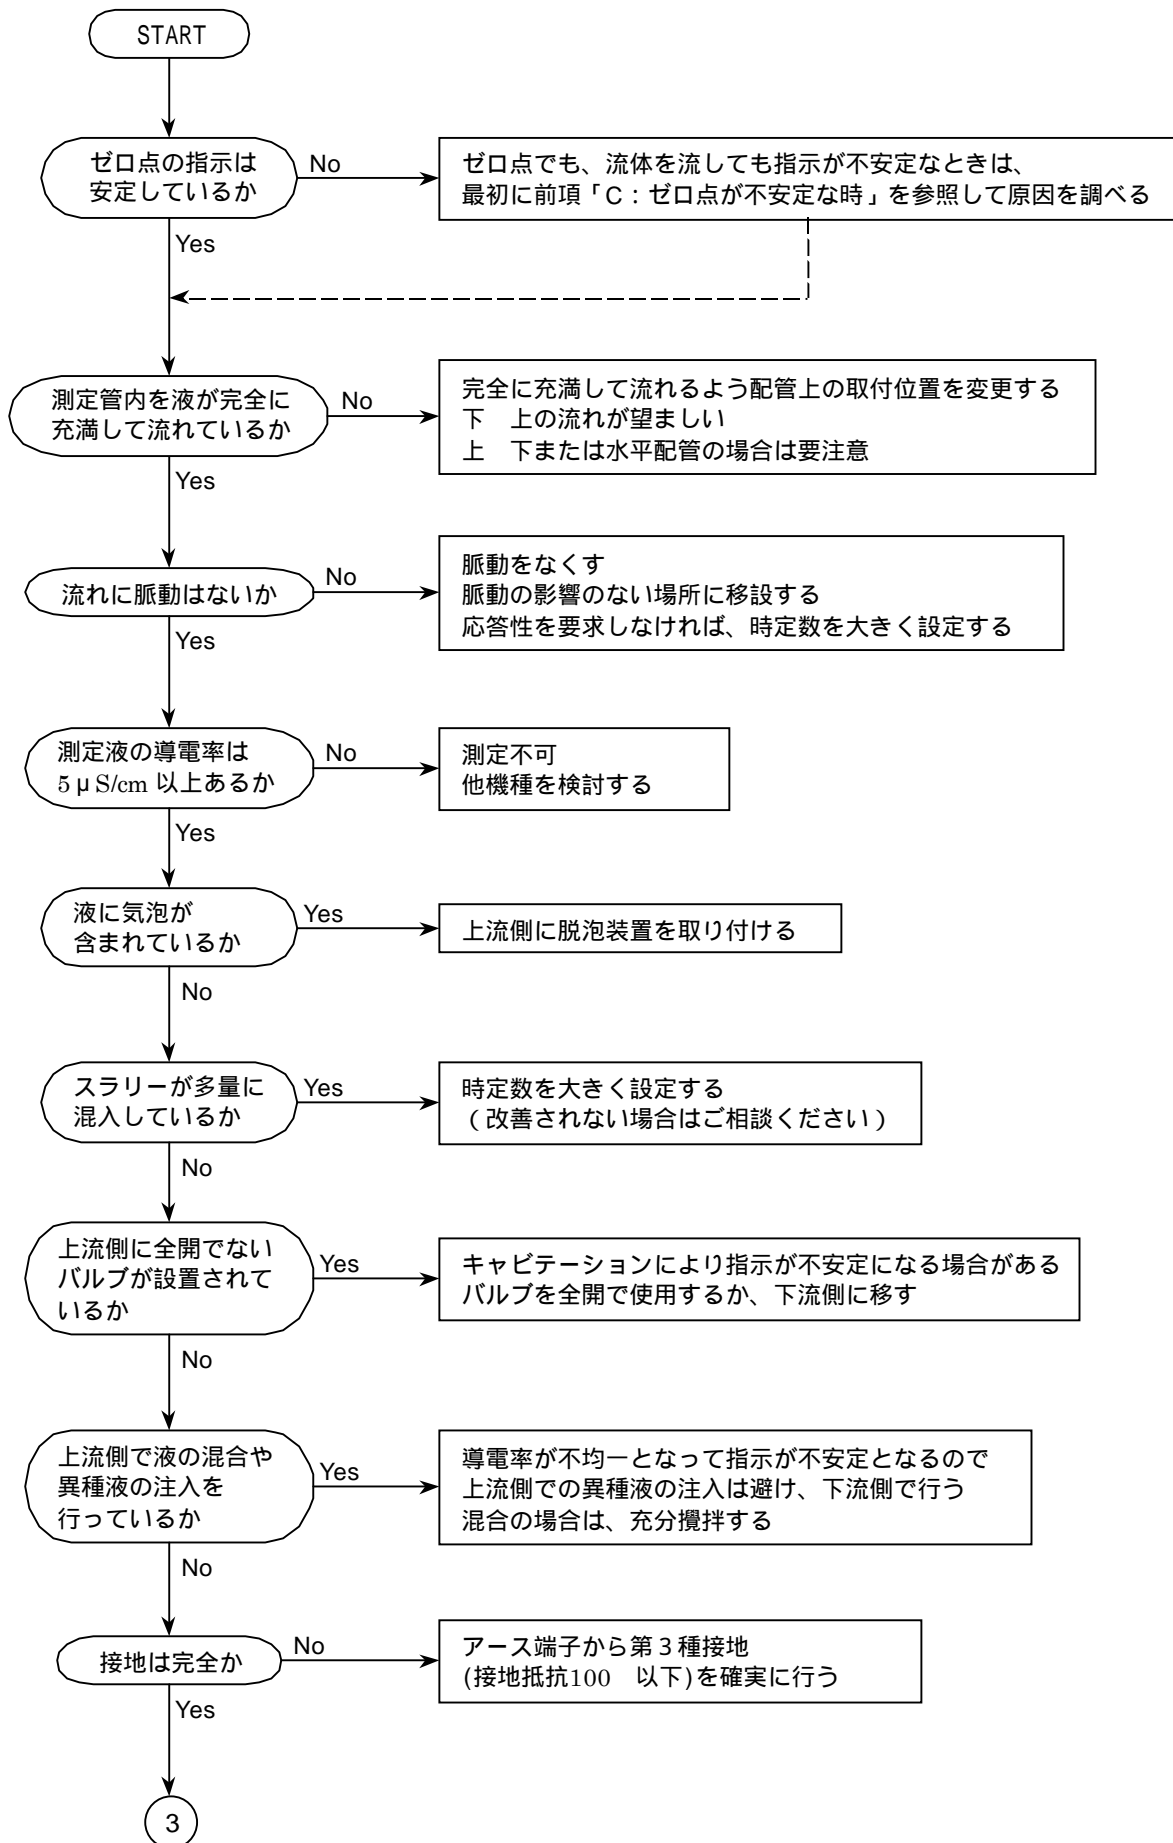 START
ゼロ点の指示は
安定しているか
No
ゼロ点でも、流体を流しても指示が不安定なときは、
最初に前項「C：ゼロ点が不安定な時」を参照して原因を調べる
Yes
測定管内を液が完全に
充満して流れているか
No
完全に充満して流れるよう配管上の取付位置を変更する
下　上の流れが望ましい
上　下または水平配管の場合は要注意
Yes
流れに脈動はないか
No
脈動をなくす
脈動の影響のない場所に移設する
応答性を要求しなければ、時定数を大きく設定する
Yes
測定液の導電率は
5μS/cm 以上あるか
No
測定不可
他機種を検討する
Yes
液に気泡が
含まれているか
Yes
上流側に脱泡装置を取り付ける
No
スラリーが多量に
混入しているか
Yes
時定数を大きく設定する
（改善されない場合はご相談ください）
No
上流側に全開でない
バルブが設置されて
いるか
Yes
キャビテーションにより指示が不安定になる場合がある
バルブを全開で使用するか、下流側に移す
No
上流側で液の混合や
異種液の注入を
行っているか
Yes
導電率が不均一となって指示が不安定となるので
上流側での異種液の注入は避け、下流側で行う
混合の場合は、充分攪拌する
No
接地は完全か
No
アース端子から第３種接地
(接地抵抗100　以下)を確実に行う
Yes
3